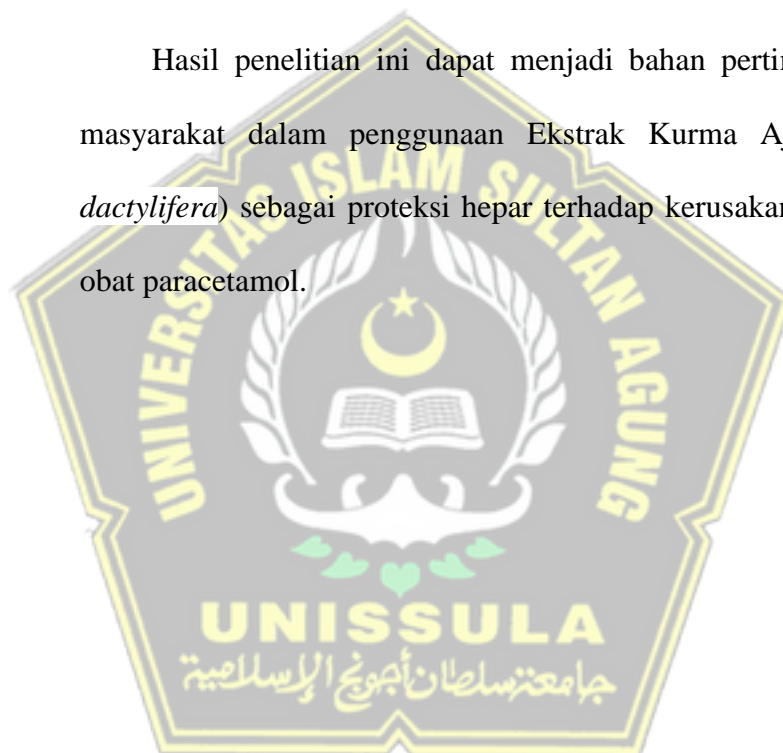 Hasil penelitian ini dapat menjadi bahan perti
masyarakat dalam penggunaan Ekstrak Kurma A
dactylifera) sebagai proteksi hepar terhadap kerusakan
obat paracetamol.
UNIVERSITAS ISLAM SULTAN AGUNG
UNISSULA
جامعة سلطان أجونج الإسلامية